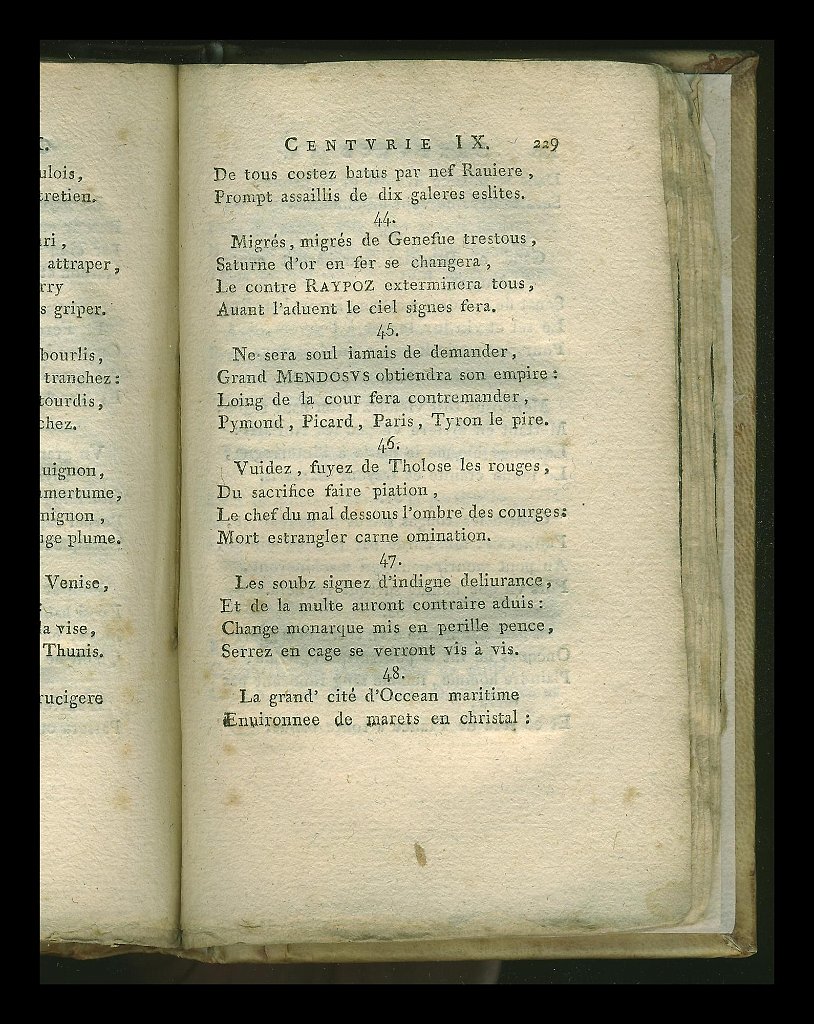 I.
ulois,
tretien.
ri,
attraper,
rry
s griper.
bourlis,
tranchez:
tourdis,
chez.
uignon,
mertume,
nignon,
ige plume.
Venise,
la vise,
Thunis.
rucigere
CENTVRIE IX. 229
De tous costez batus par nef Rauiere,
Prompt assaillis de dix galeres eslites.
44.
Migrés, migrés de Genefue trestous,
Saturne d'or en fer se changera,
Le contre RAYPOZ exterminera tous,
Auant l'aduent le ciel signes fera.
45.
Ne sera soul iamais de demander,
Grand MENDOSVS obtiendra son empire:
Loing de la cour fera contremander,
Pymond, Picard, Paris, Tyron le pire.
46.
Vuidez, fuyez de Tholose les rouges,
Du sacrifice faire piation,
Le chef du mal dessous l'ombre des courges:
Mort estrangler carne omination.
47.
Les soubz signez d'indigne deliurance,
Et de la multe auront contraire aduis:
Change monarque mis en perille pence,
Serrez en cage se verront vis a vis.
48.
La grand' cité d'Occean maritime
Enuironnee de marets en christal: